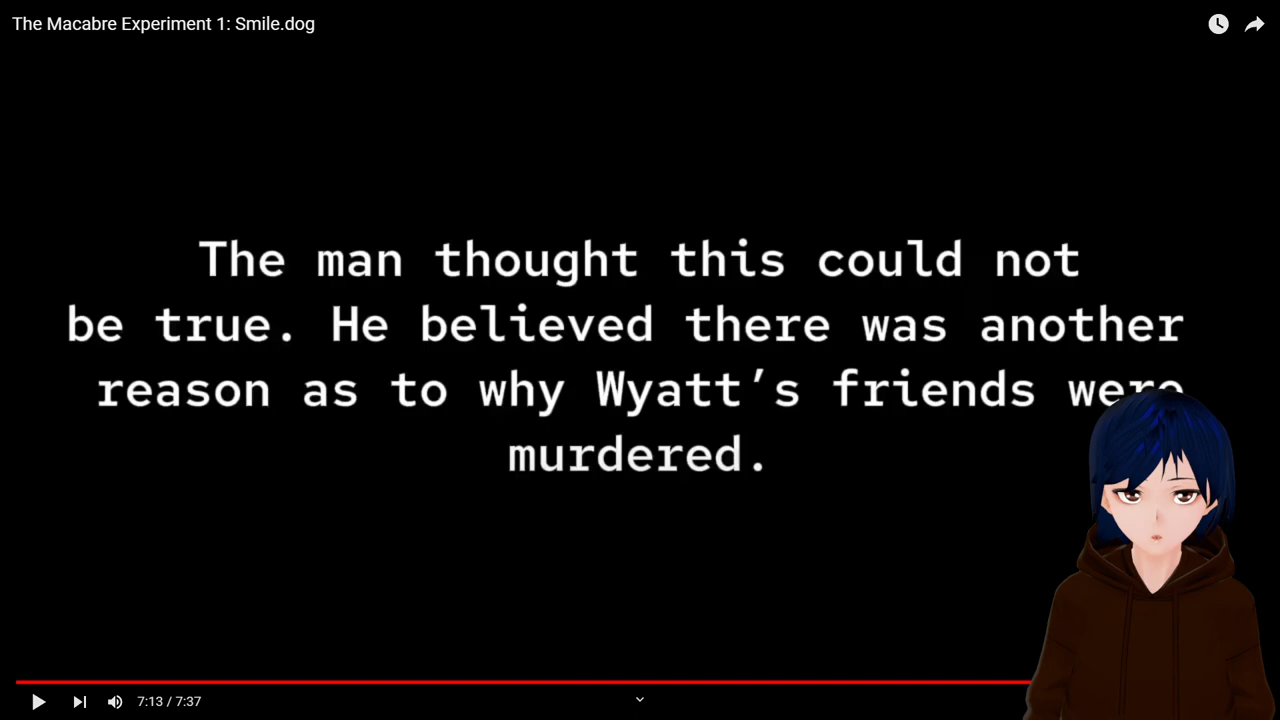 The Macabre Experiment 1: Smile.dog
The man thought this could not
be true. He believed there was another
reason as to why Wyatt’s friends were
murdered.
7:13 / 7:37